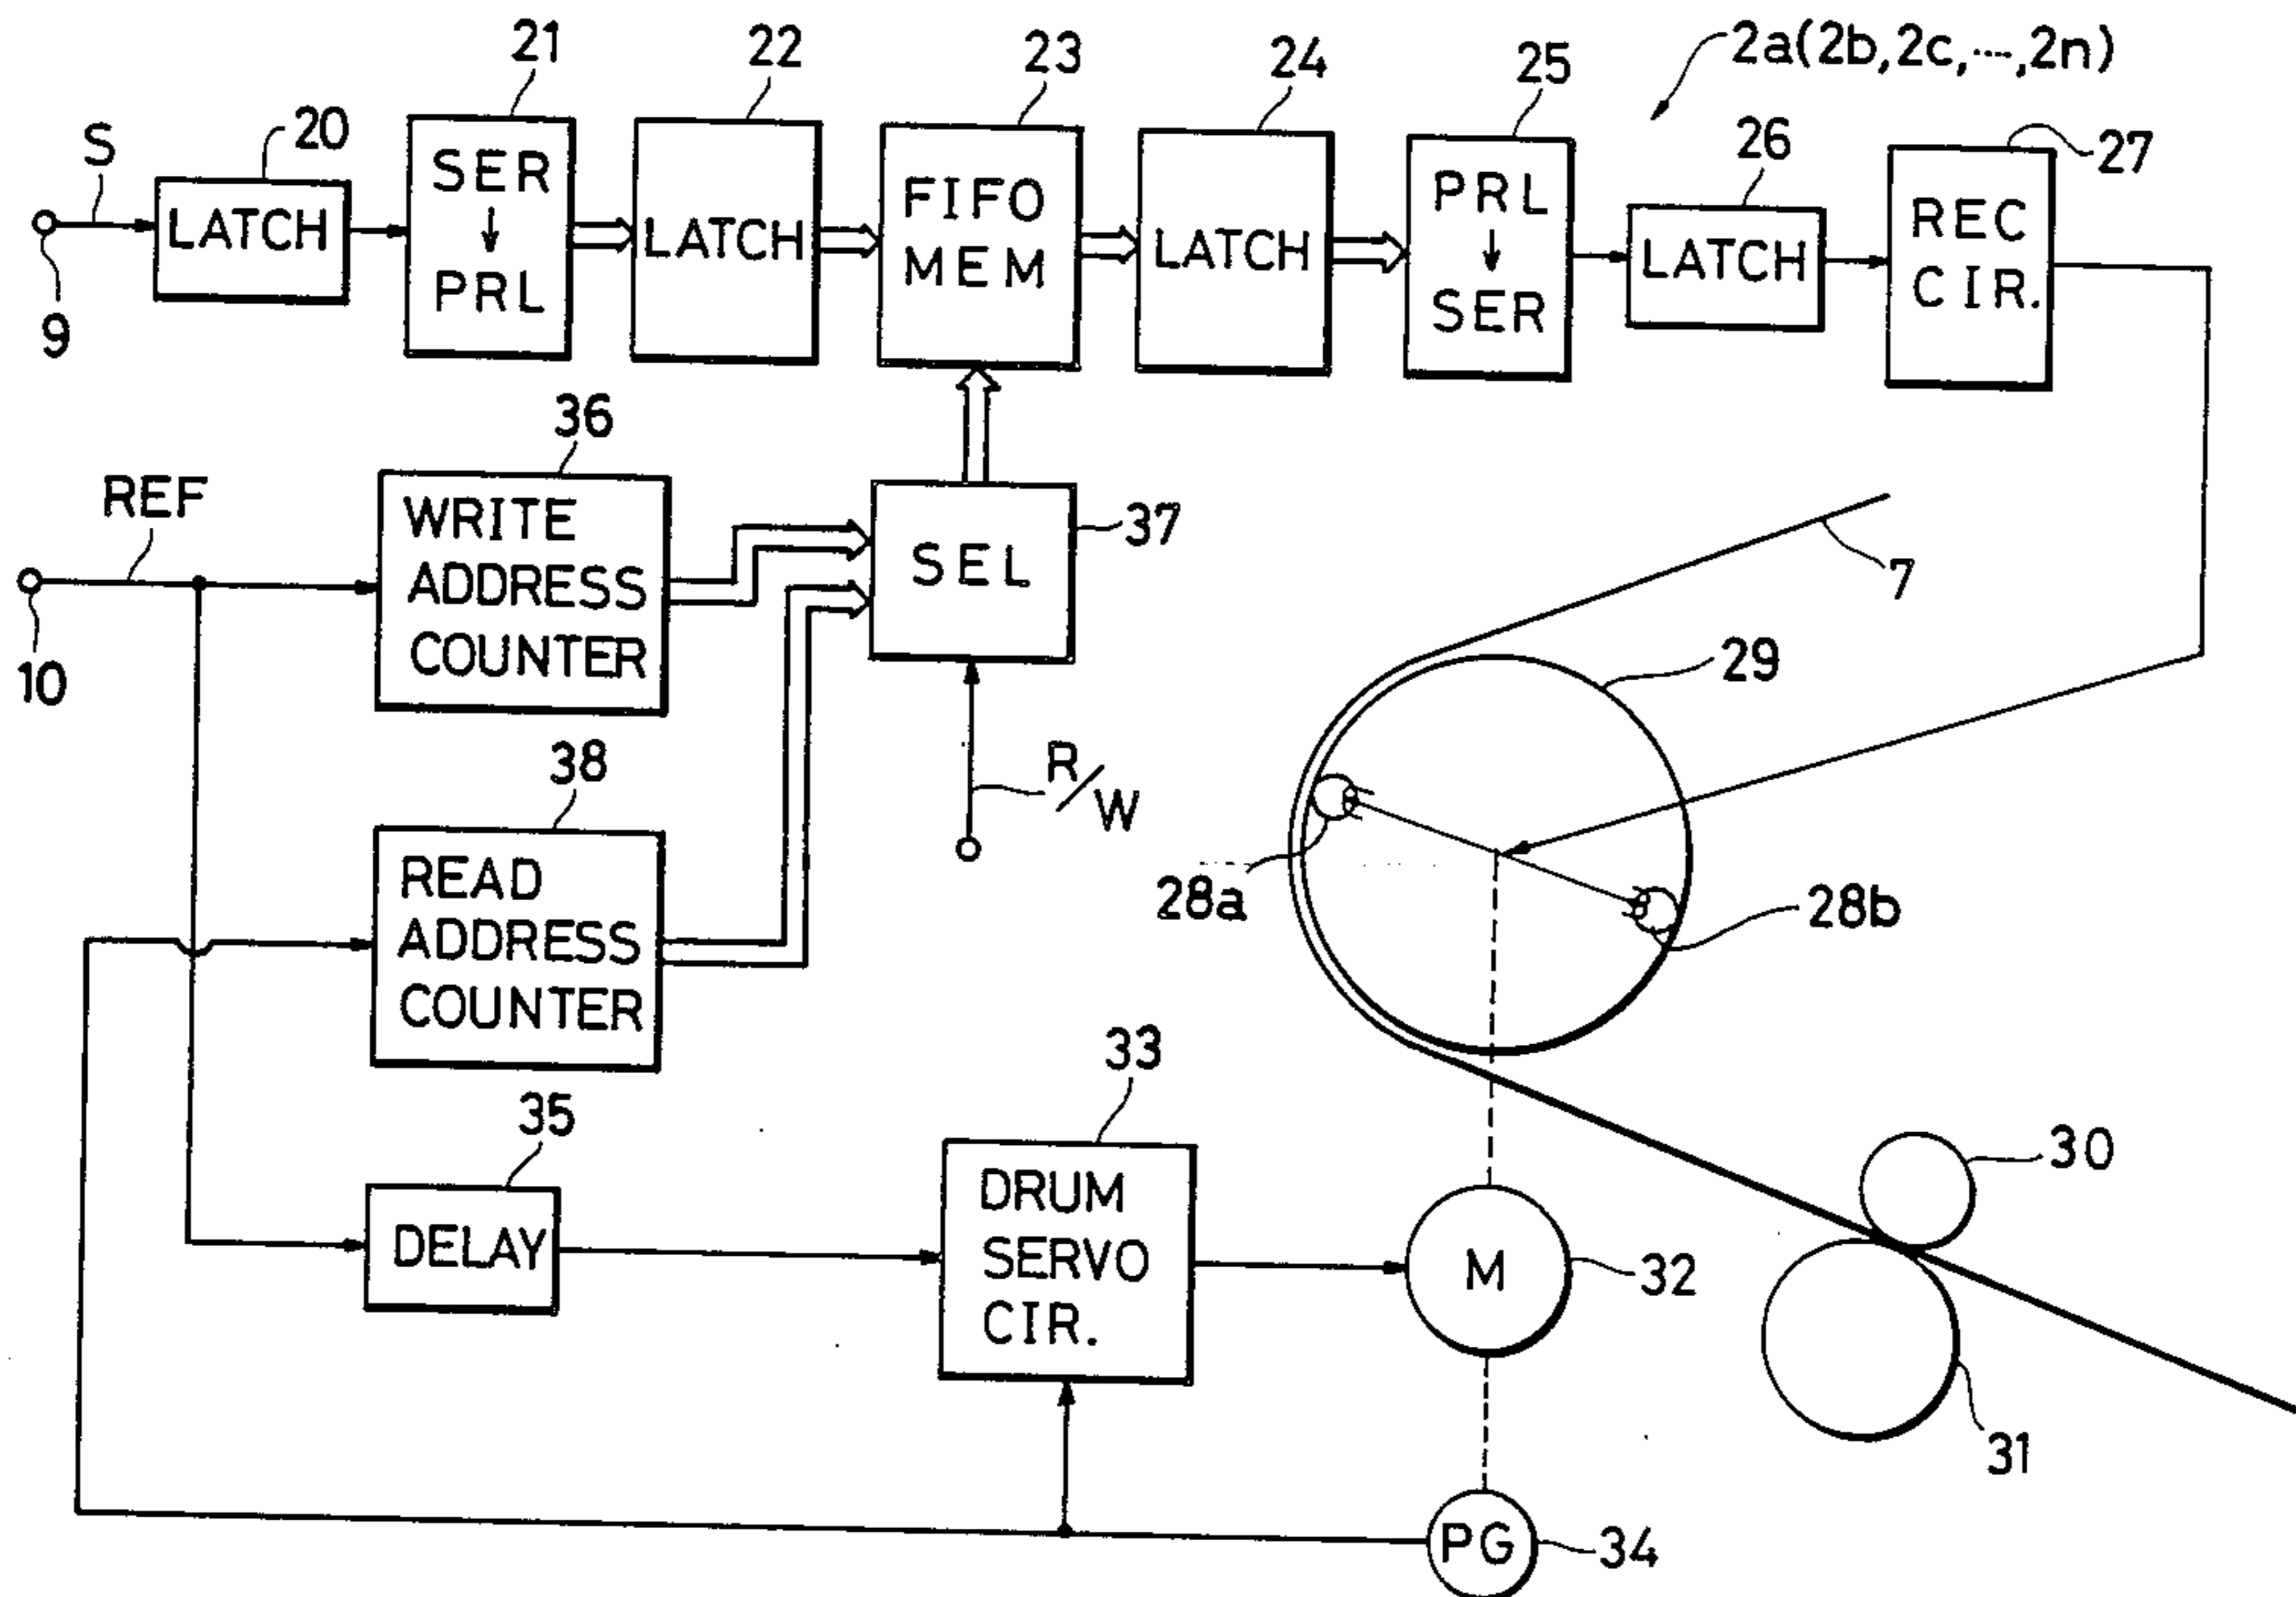 21
22
23
24
25
2a(2b,2c,---,2n)
20
26
27
S
LATCH
SER
↓
PRL
LATCH
FIFO
MEM
LATCH
PRL
↓
SER
LATCH
REC
CIR.
9
36
REF
WRITE
ADDRESS
COUNTER
37
SEL
7
10
29
38
R/W
READ
ADDRESS
COUNTER
28a
28b
33
35
DRUM
SERVO
CIR.
30
DELAY
M
32
31
PG
34